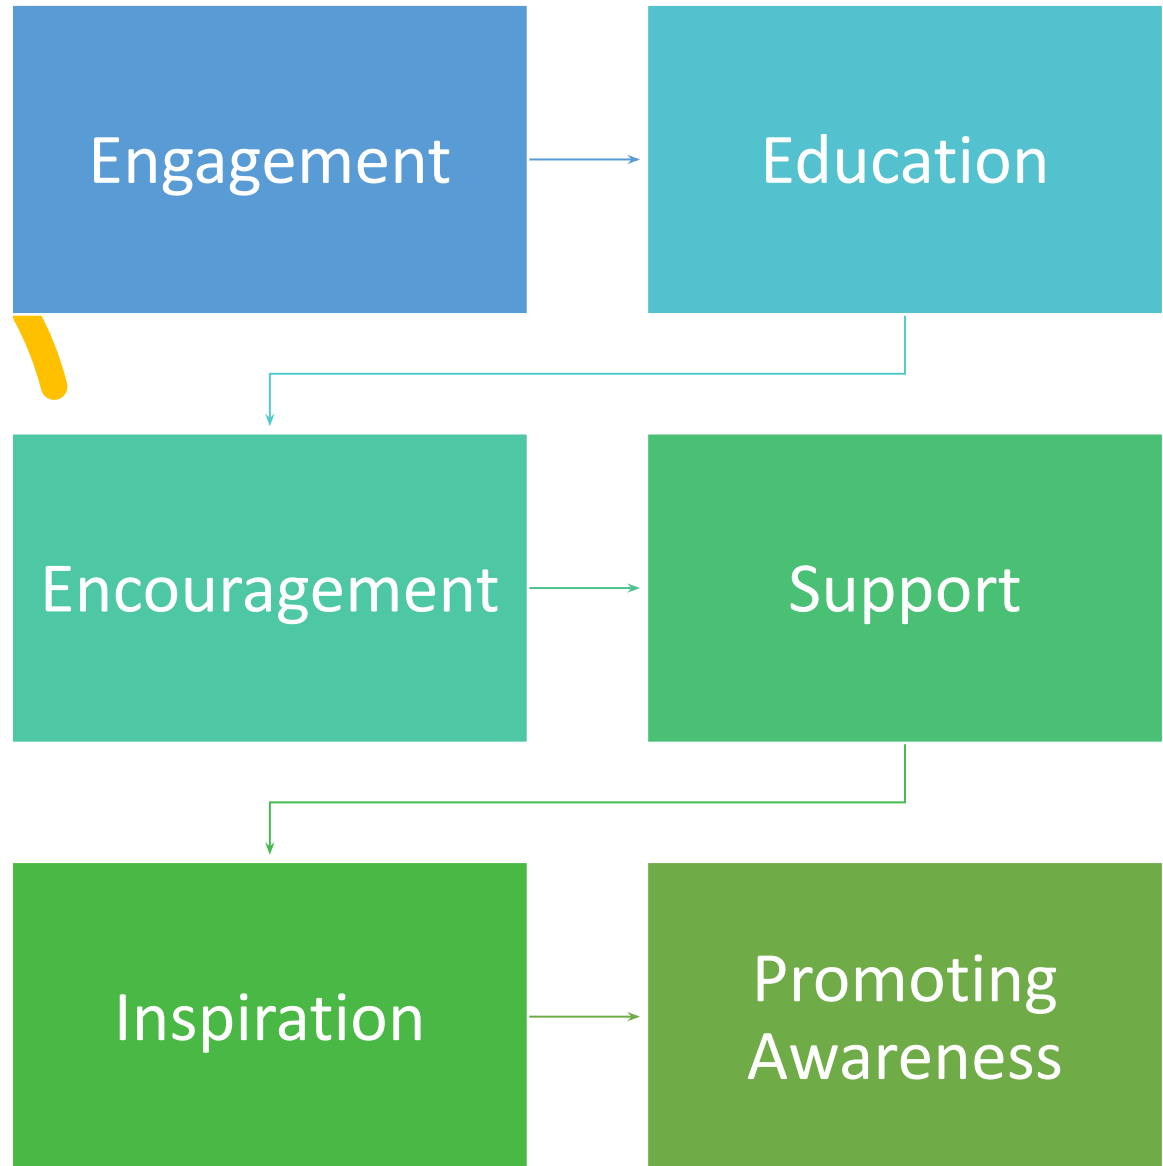 Engagement
Education
Encouragement
Support
Inspiration
Promoting
Awareness